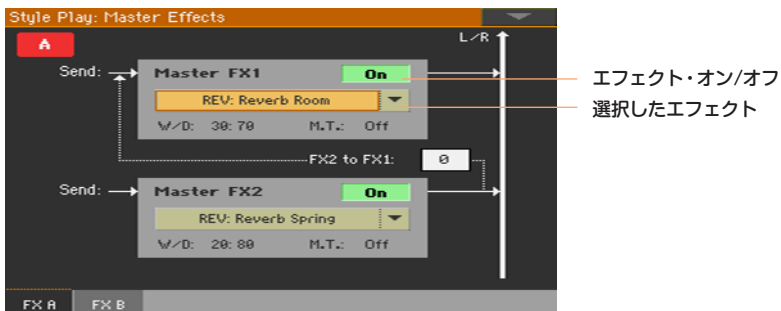 Style Play: Master Effects
A
L/R
Send:
Master FX1
On
エフェクト・オン/オフ
REV: Reverb Room
選択したエフェクト
W/D: 30:70 M.T.: Off
FX2 to FX1: 0
Send:
Master FX2
On
REV: Reverb Spring
W/D: 20:80 M.T.: Off
FX A FX B